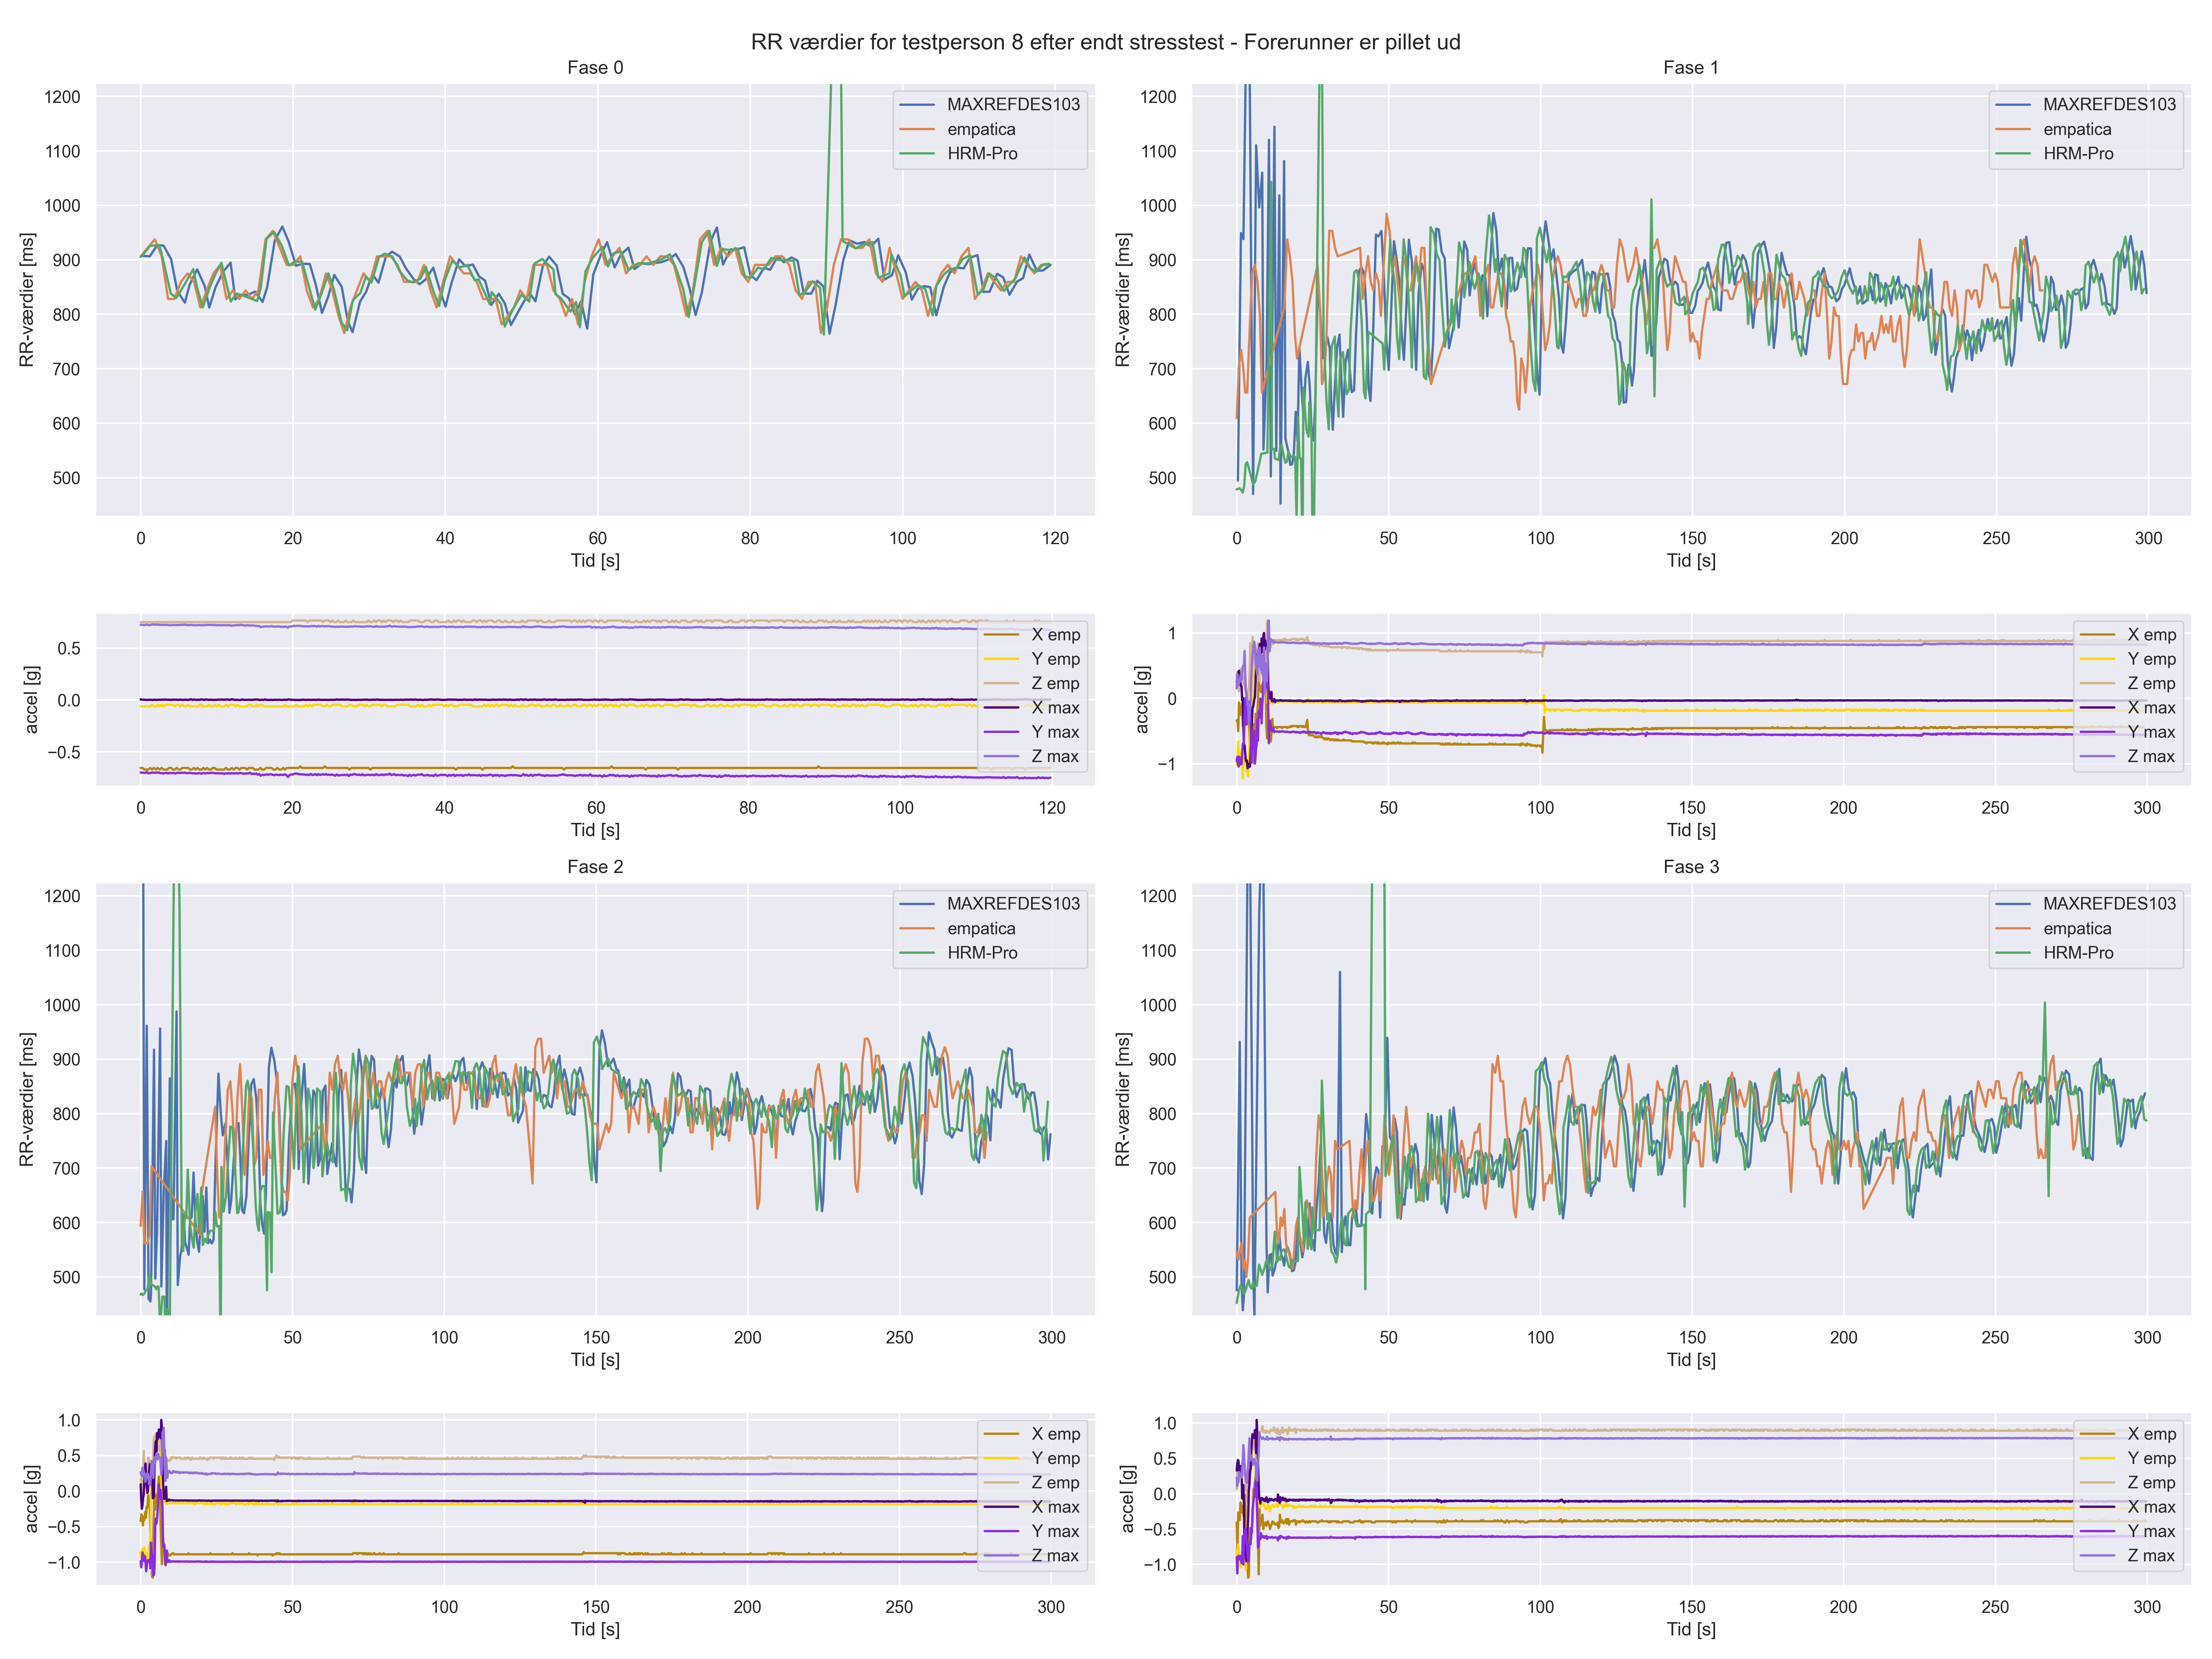 RR værdier for testperson 8 efter endt stresstest - Forerunner er pillet ud
Fase 0
1200
1100
1000
900
800
700
600
500
RR-værdier [ms]
MAXREFDES103
empatica
HRM-Pro
0 20 40 60 80 100 120
Tid [s]
Fase 1
1200
1100
1000
900
800
700
600
500
RR-værdier [ms]
MAXREFDES103
empatica
HRM-Pro
0 50 100 150 200 250 300
Tid [s]
0.5
0.0
−0.5
accel [g]
X emp
Y emp
Z emp
X max
Y max
Z max
0 20 40 60 80 100 120
Tid [s]
1
0
−1
accel [g]
X emp
Y emp
Z emp
X max
Y max
Z max
0 50 100 150 200 250 300
Tid [s]
Fase 2
1200
1100
1000
900
800
700
600
500
RR-værdier [ms]
MAXREFDES103
empatica
HRM-Pro
0 50 100 150 200 250 300
Tid [s]
Fase 3
1200
1100
1000
900
800
700
600
500
RR-værdier [ms]
MAXREFDES103
empatica
HRM-Pro
0 50 100 150 200 250 300
Tid [s]
1.0
0.5
0.0
−0.5
−1.0
accel [g]
X emp
Y emp
Z emp
X max
Y max
Z max
0 50 100 150 200 250 300
Tid [s]
1.0
0.5
0.0
−0.5
−1.0
accel [g]
X emp
Y emp
Z emp
X max
Y max
Z max
0 50 100 150 200 250 300
Tid [s]